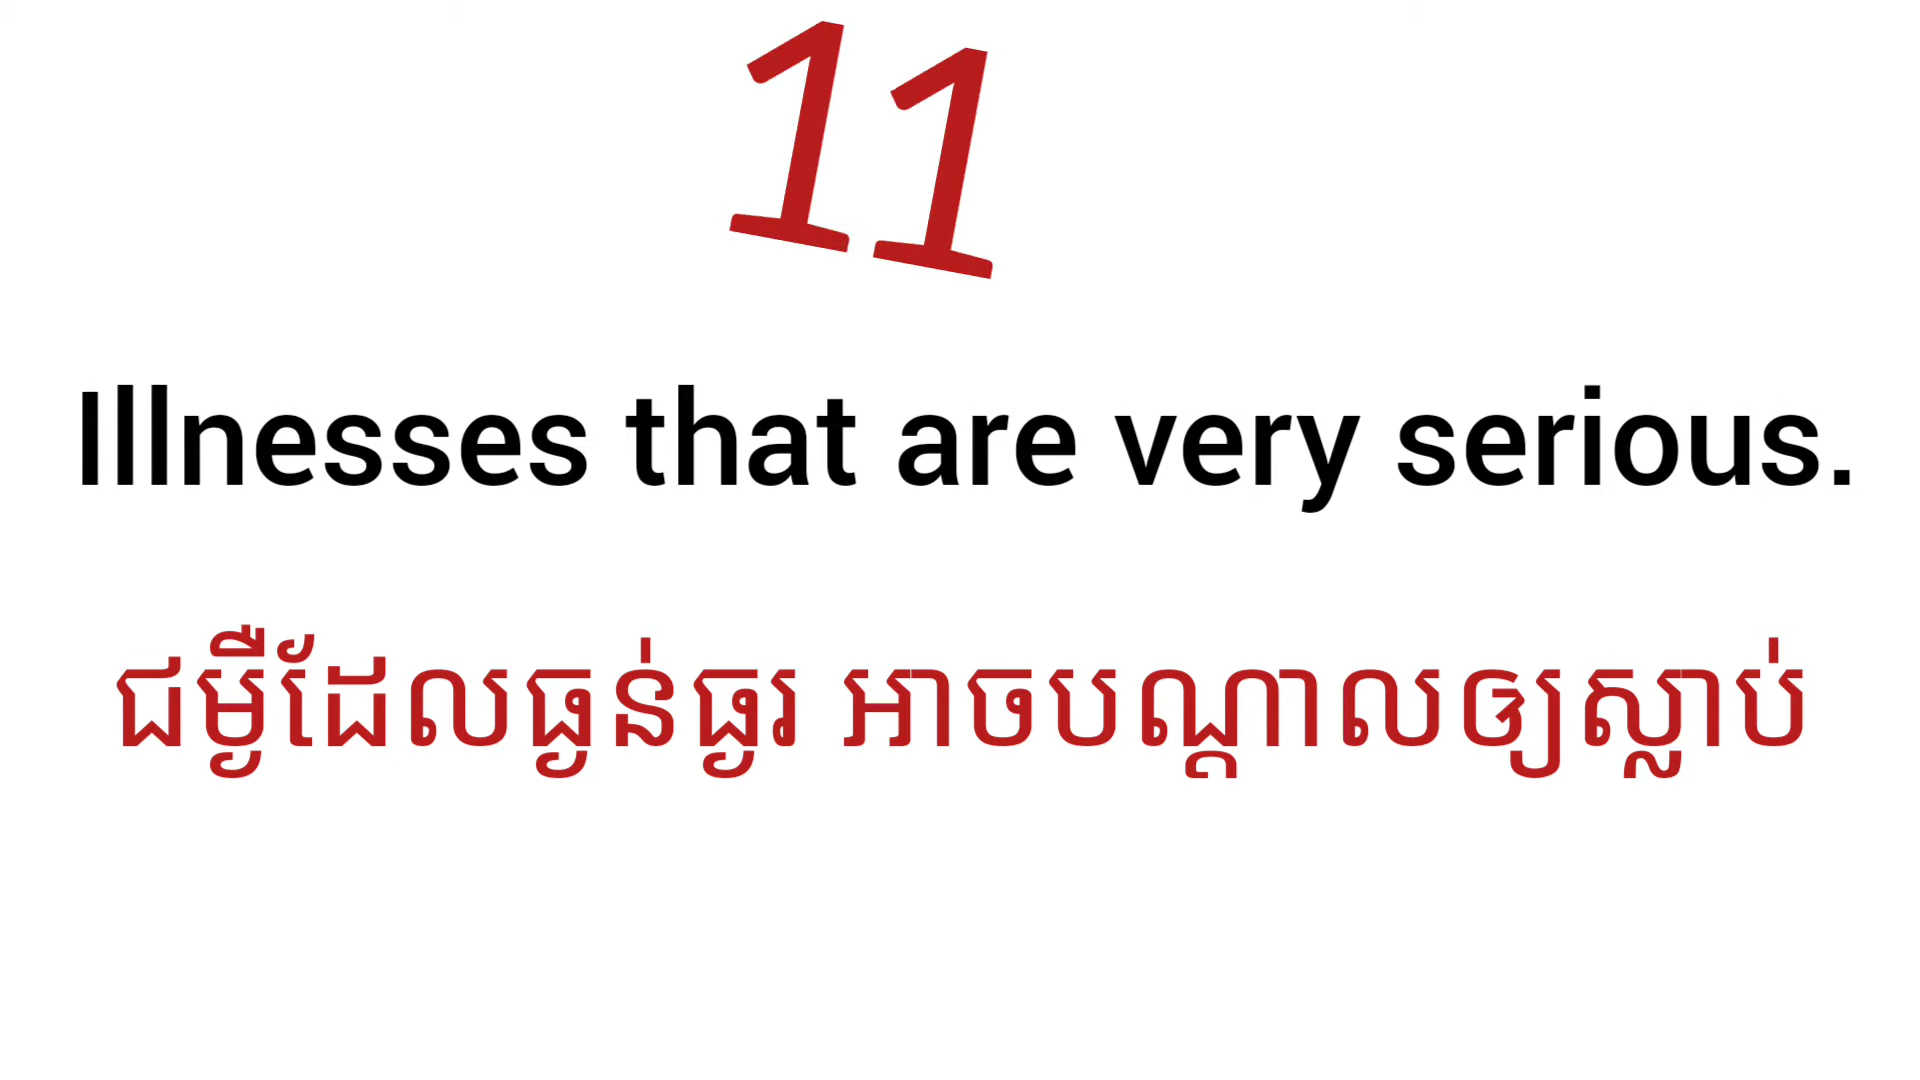 11
Illnesses that are very serious.
ជម្ងឺដែលធ្ងន់ធ្ងរ អាចបណ្តាលឲ្យស្លាប់